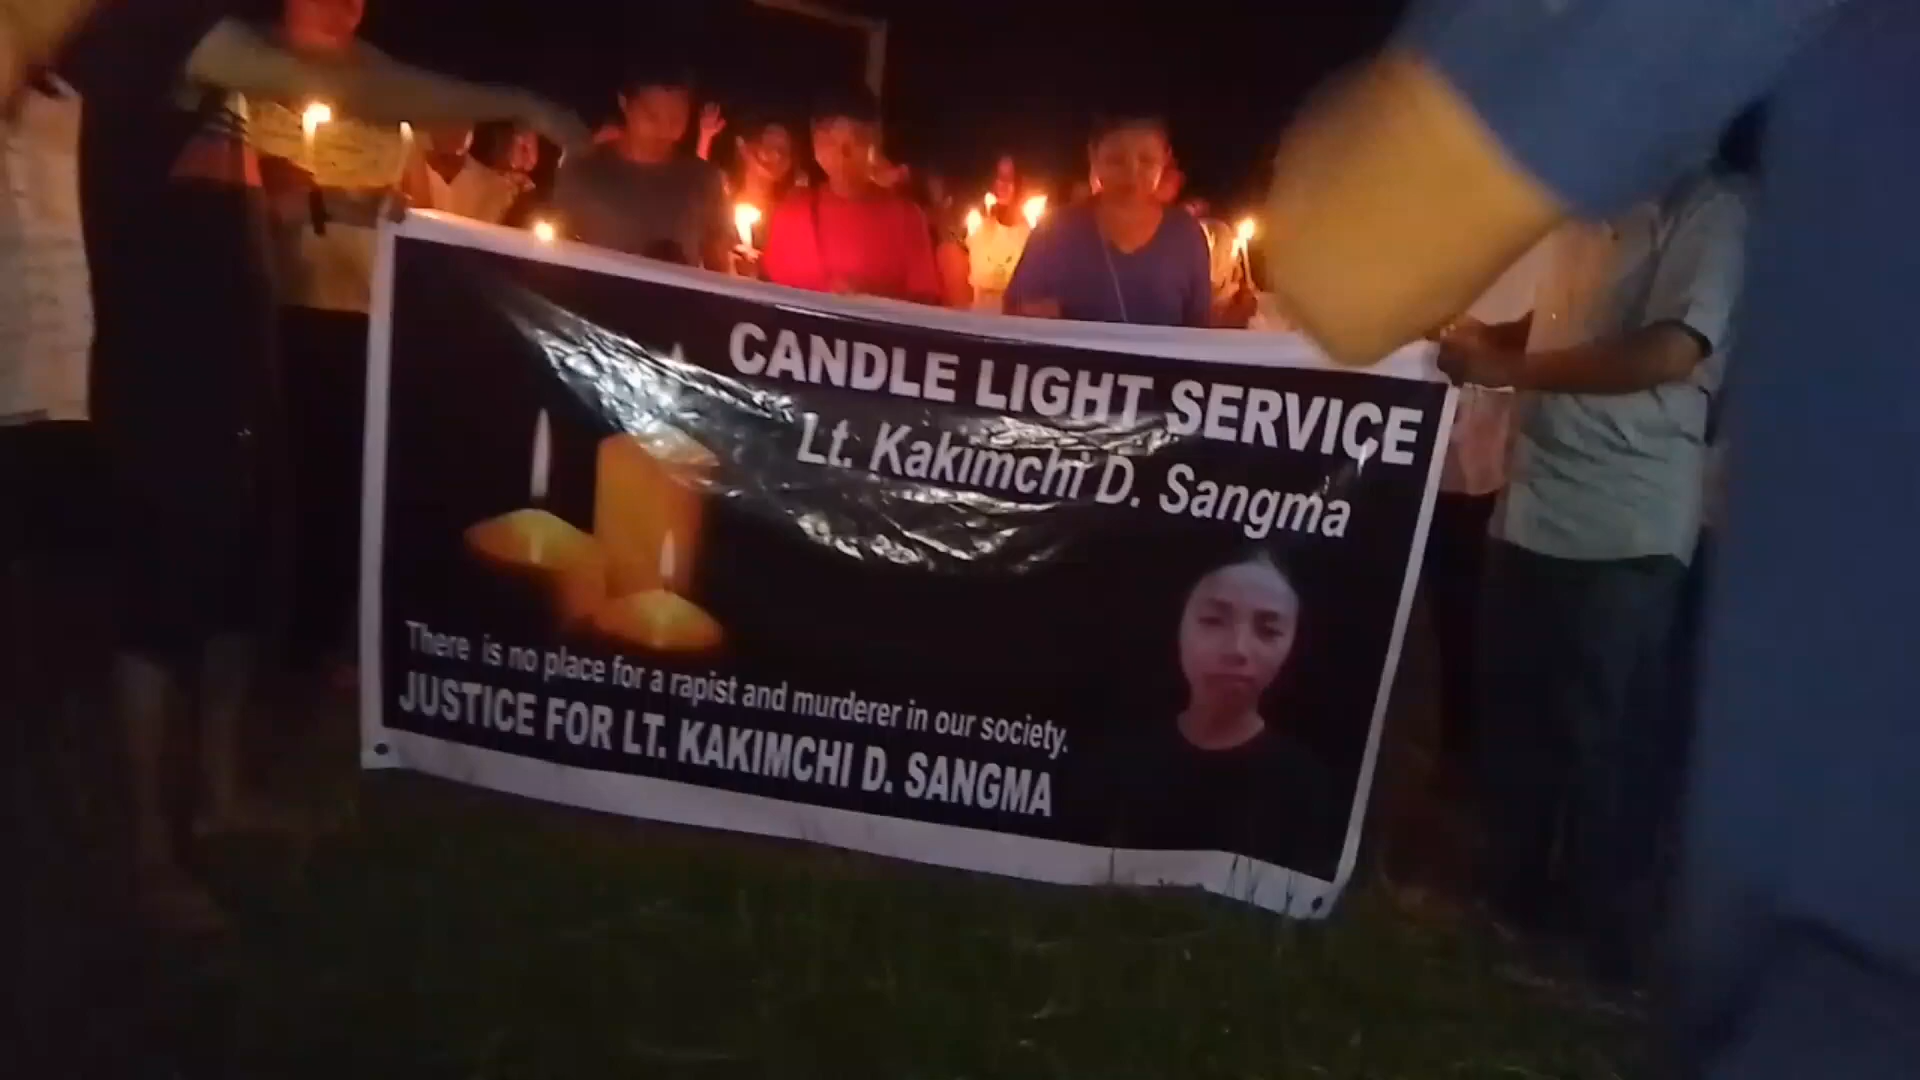 CANDLE LIGHT SERVICE
Lt. Kakimchi D. Sangma
There is no place for a rapist and murderer in our society.
JUSTICE FOR LT. KAKIMCHI D. SANGMA